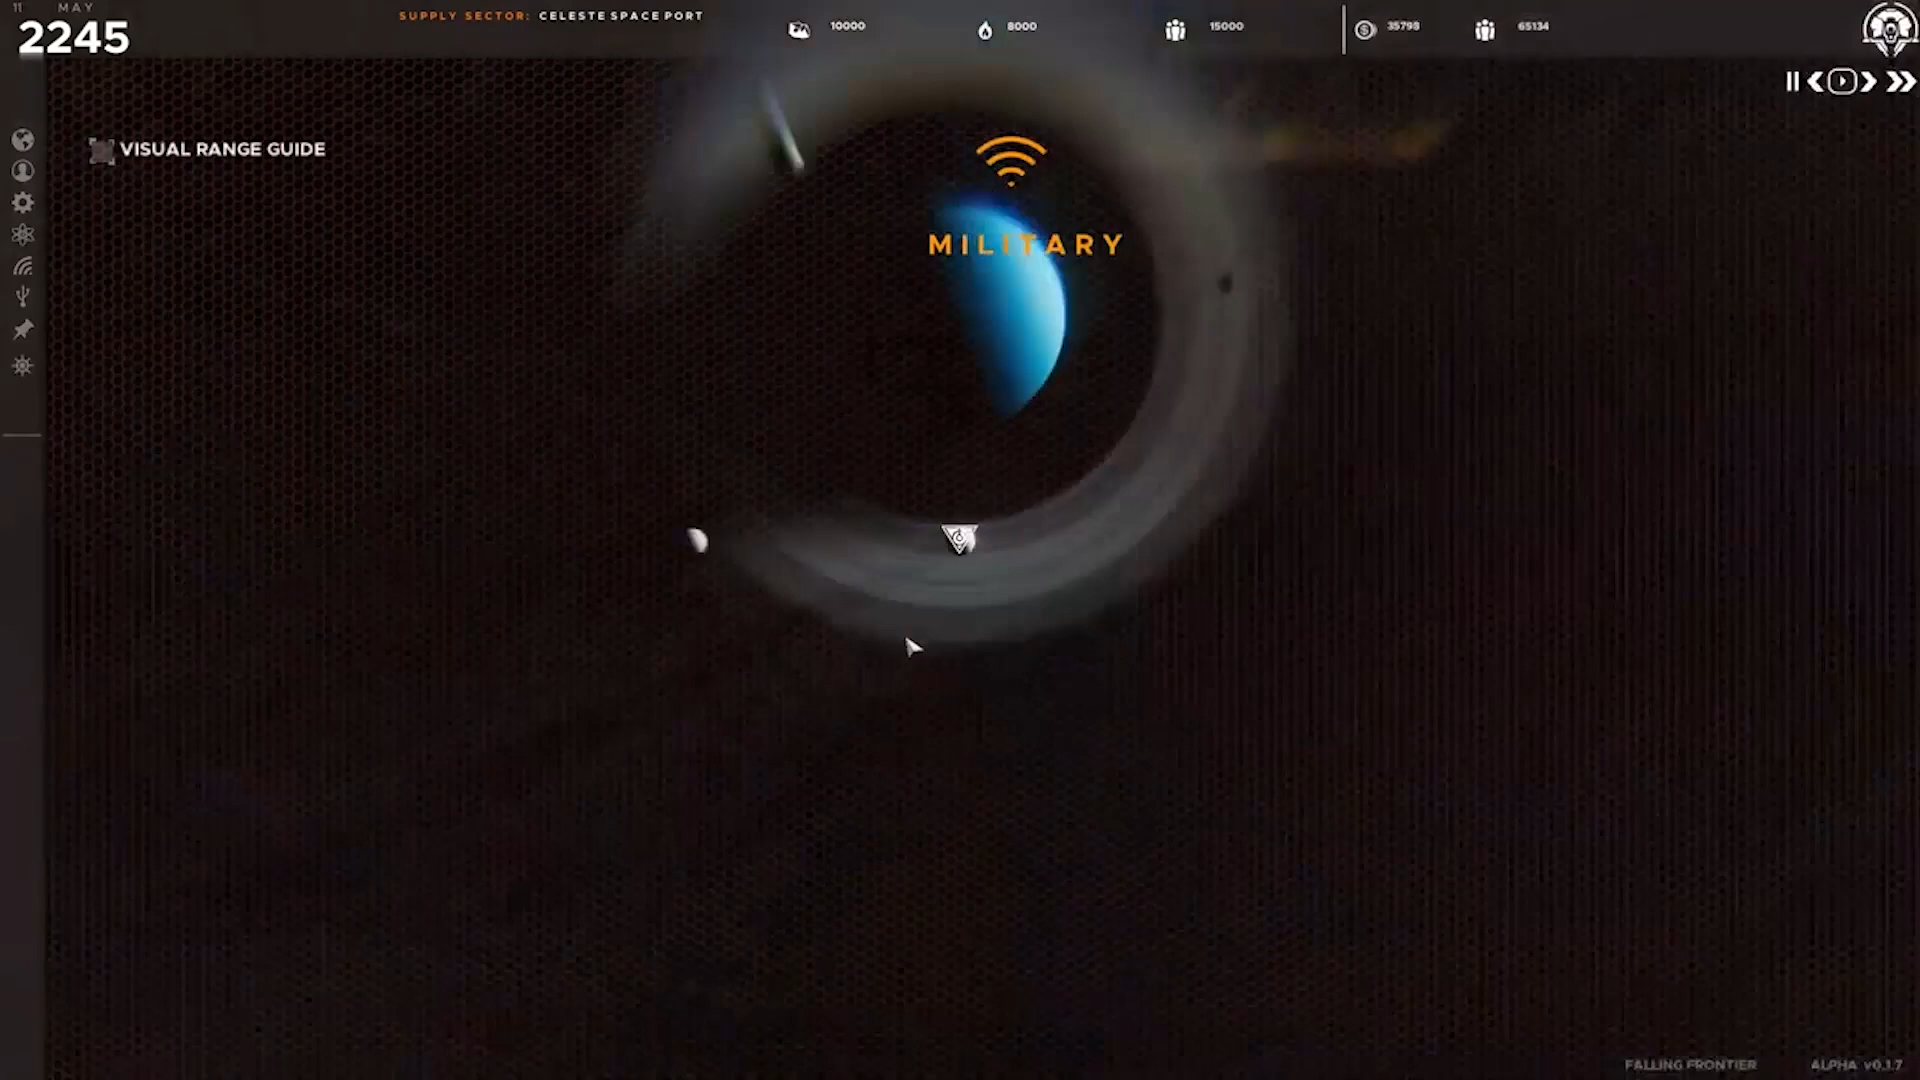 11 MAY
2245
SUPPLY SECTOR: CELESTE SPACE PORT
10000
8000
15000
35798
65134
VISUAL RANGE GUIDE
MILITARY
FALLING FRONTIER
ALPHA v0.1.7